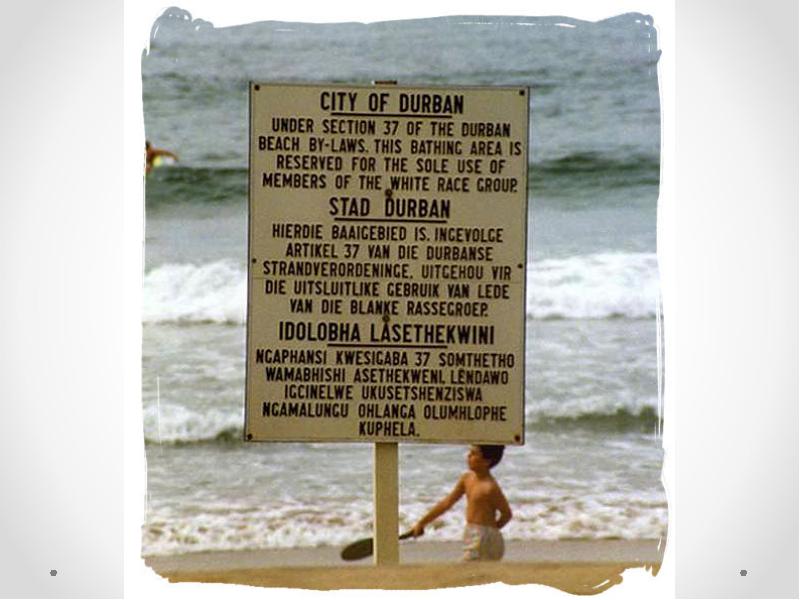 CITY OF DURBAN
UNDER SECTION 37 OF THE DURBAN
BEACH BY-LAWS. THIS BATHING AREA IS
RESERVED FOR THE SOLE USE OF
MEMBERS OF THE WHITE RACE GROUP.
STAD DURBAN
HIERDIE BAAIGEBIED IS. INGEVOLGE
ARTIKEL 37 VAN DIE DURBANSE
STRANDVERORDENINGE, UITGEHOU VIR
DIE UITSLUITLIKE GEBRUIK VAN LEDE
VAN DIE BLANKE RASSEGROEP.
IDOLOBHA LASETHEKWINI
NGAPHANSI KWESIGABA 37 SOMTHETHO
WAMABHISHI ASETHEKWENI, LENDAWO
IGCINELWE UKUSETSHENZISWA
NGAMALUNGU OHLANGA OLUMHLOPHE
KUPHELA.